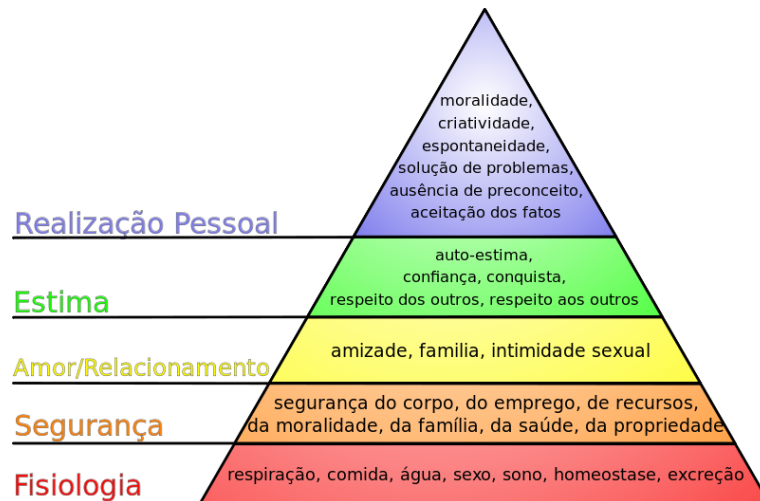 moralidade,
criatividade,
espontaneidade,
solução de problemas,
ausência de preconceito,
aceitação dos fatos
Realização Pessoal
auto-estima,
confiança, conquista,
respeito dos outros, respeito aos outros
Estima
amizade, familia, intimidade sexual
Amor/Relacionamento
segurança do corpo, do emprego, de recursos,
da moralidade, da família, da saúde, da propriedade
Segurança
respiração, comida, água, sexo, sono, homeostase, excreção
Fisiologia